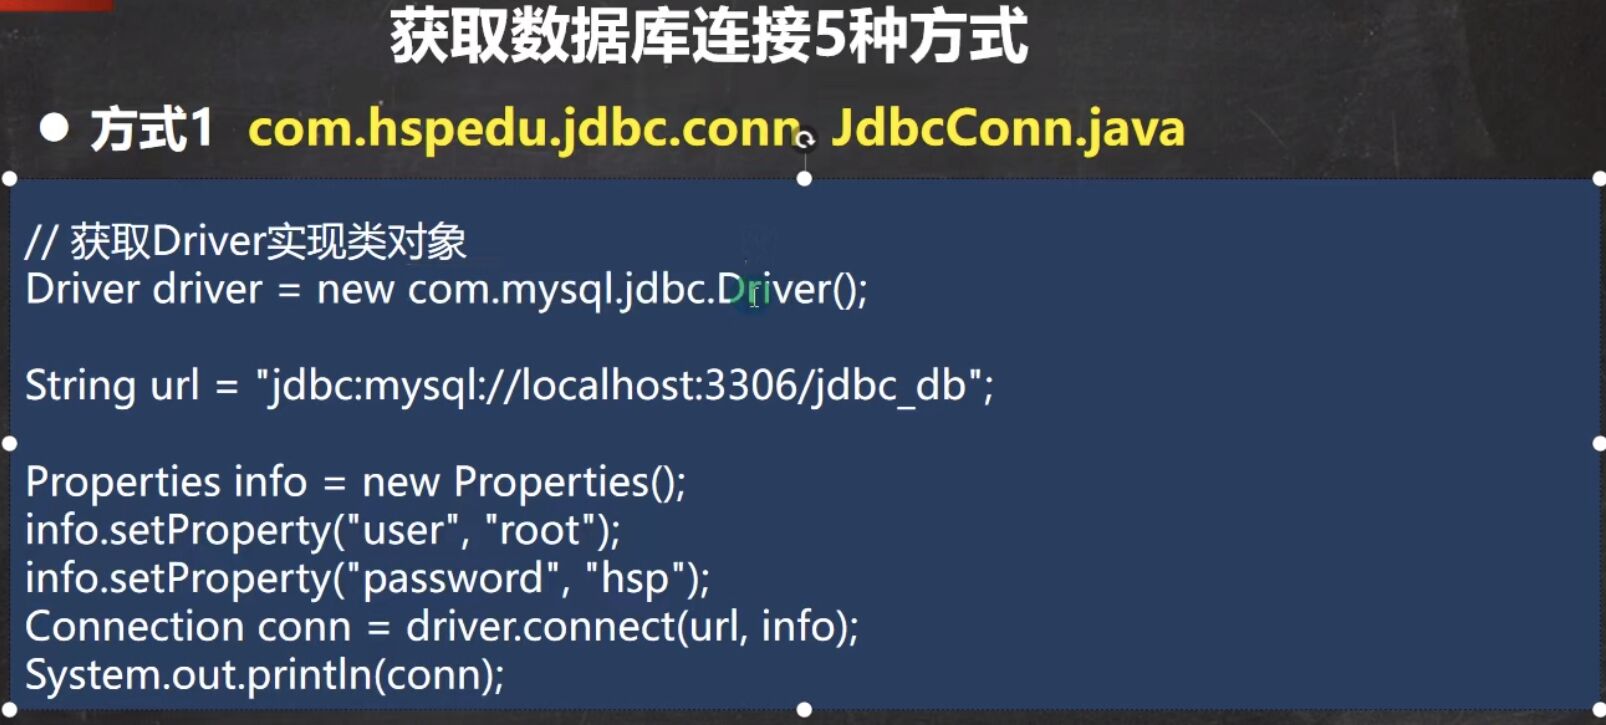 获取数据库连接5种方式
● 方式1 com.hspedu.jdbc.conn JdbcConn.java
// 获取Driver实现类对象
Driver driver = new com.mysql.jdbc.Driver();
String url = "jdbc:mysql://localhost:3306/jdbc_db";
Properties info = new Properties();
info.setProperty("user", "root");
info.setProperty("password", "hsp");
Connection conn = driver.connect(url, info);
System.out.println(conn);